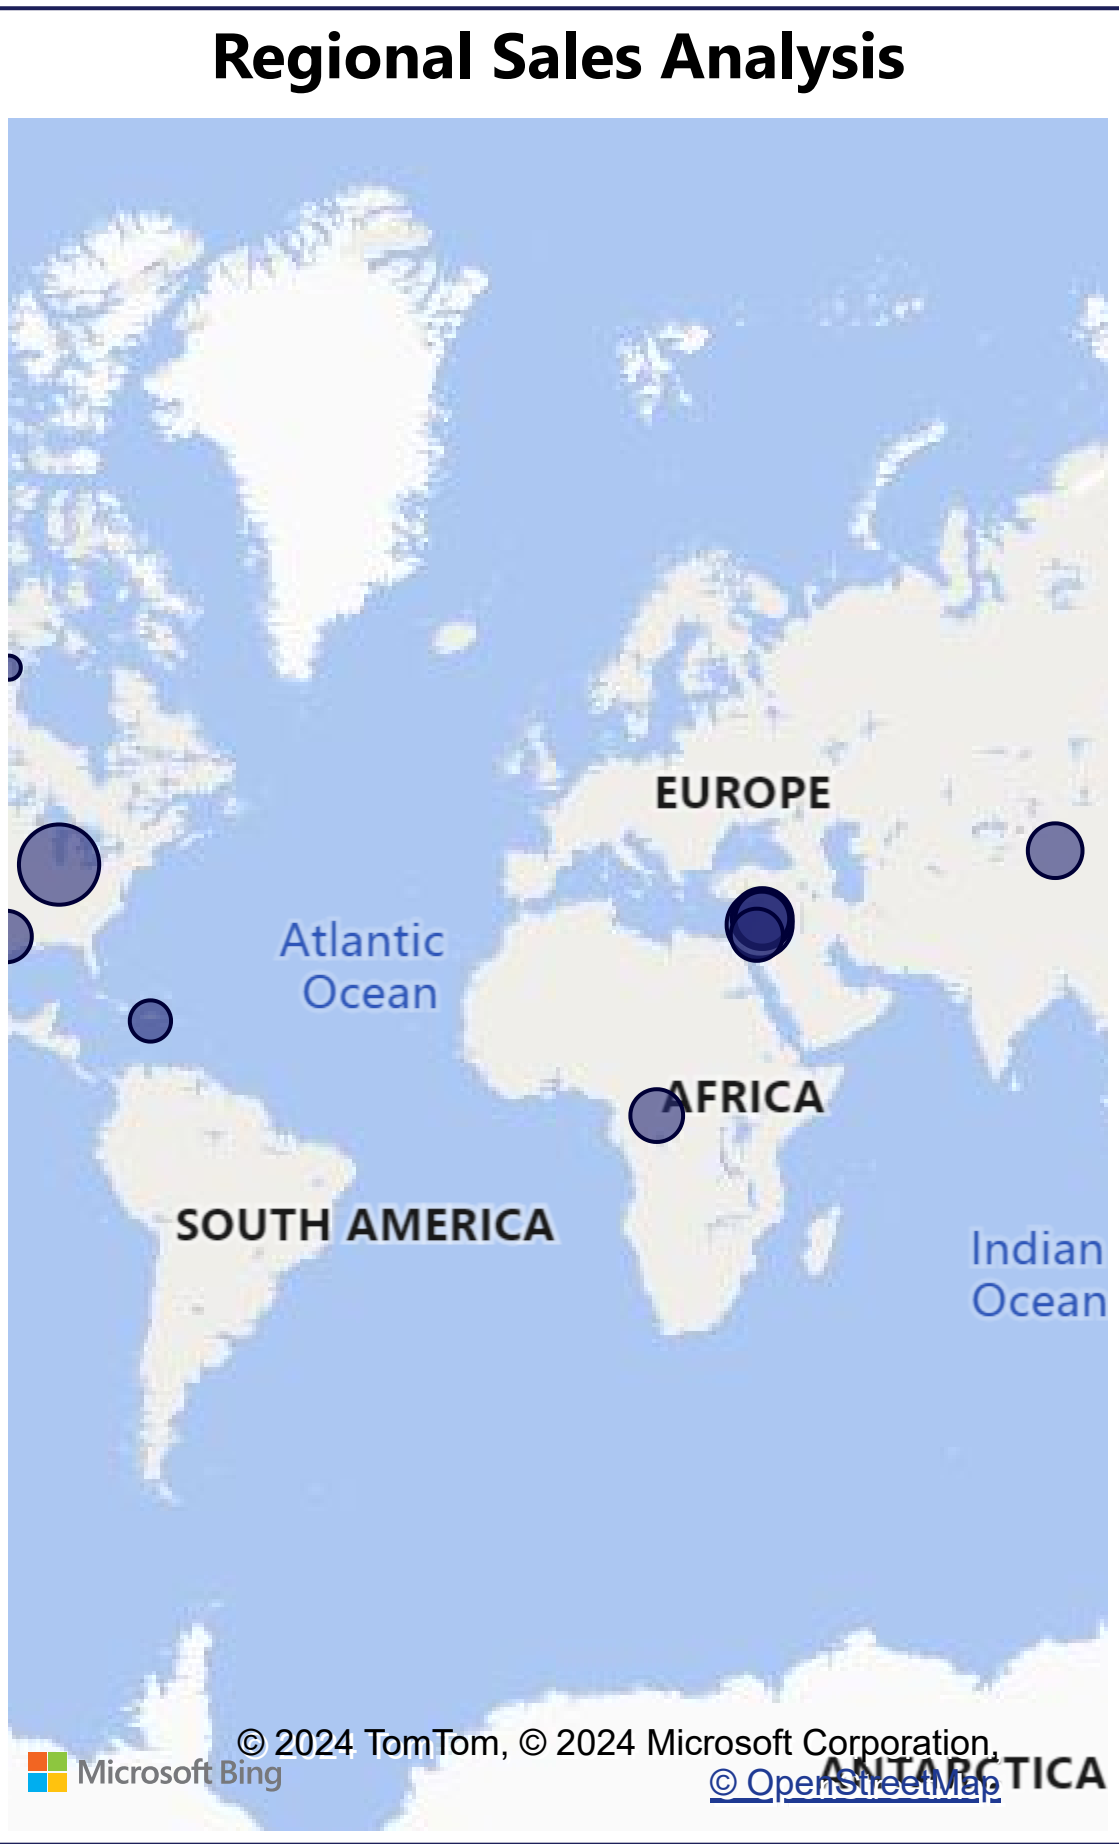 Regional Sales Analysis
EUROPE
Atlantic
Ocean
AFRICA
SOUTH AMERICA
Indian
Ocean
© 2024 TomTom, © 2024 Microsoft Corporation,
© OpenStreetMap
ANTARCTICA
Microsoft Bing